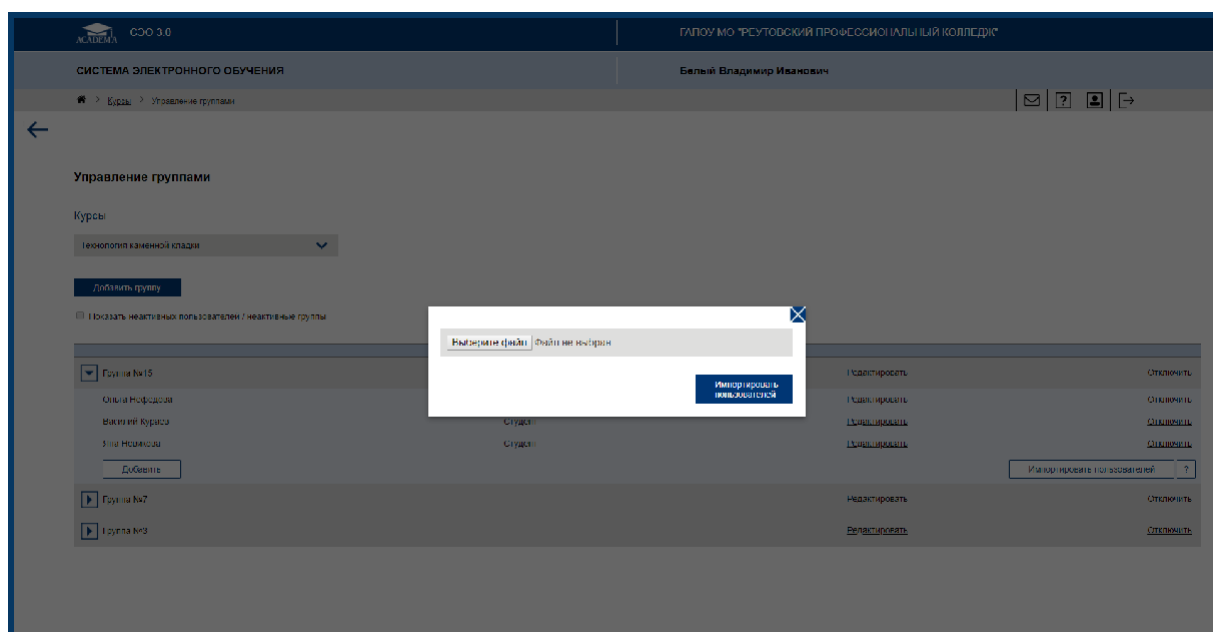 ACADEMA СЭО 3.0
ГАПОУ МО "РЕУТОВСКИЙ ПРОФЕССИОНАЛЬНЫЙ КОЛЛЕДЖ"
СИСТЕМА ЭЛЕКТРОННОГО ОБУЧЕНИЯ
Белый Владимир Иванович
> Курсы > Управление группами
?
Управление группами
Курсы
Технология каменной кладки
Добавить группу
Показать неактивных пользователей / неактивные группы
Выберите файл Файл не выбран
Импортировать
пользователей
Группа №15 Редактировать Отключить
Ольга Нефедова Редактировать Отключить
Василий Студент Редактировать Отключить
Яна Новикова Студент Редактировать Отключить
Добавить Импортировать пользователей ?
Группа №7 Редактировать Отключить
Группа №3 Редактировать Отключить